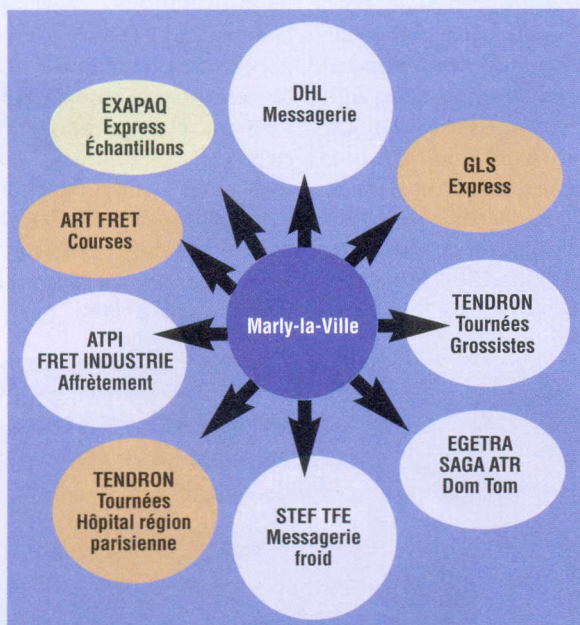 DHL
Messagerie
EXAPAQ
Express
Échantillons
GLS
Express
ART FRET
Courses
Marly-la-Ville
TENDRON
Tournées
Grossistes
ATPI
FRET INDUSTRIE
Affrètement
EGETRA
SAGA ATR
Dom Tom
TENDRON
Tournées
Hôpital région
parisienne
STEF TFE
Messagerie
froid